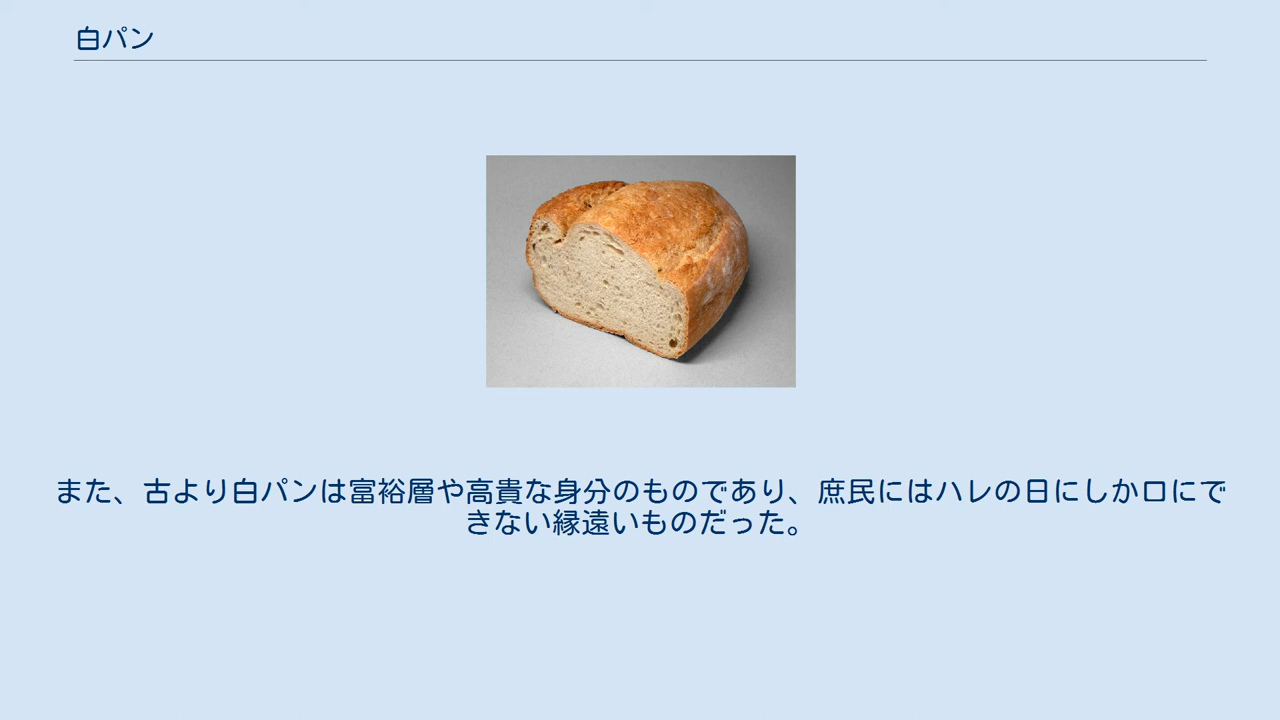 白パン
また、古より白パンは富裕層や高貴な身分のものであり、庶民にはハレの日にしか口にで
きない縁遠いものだった。